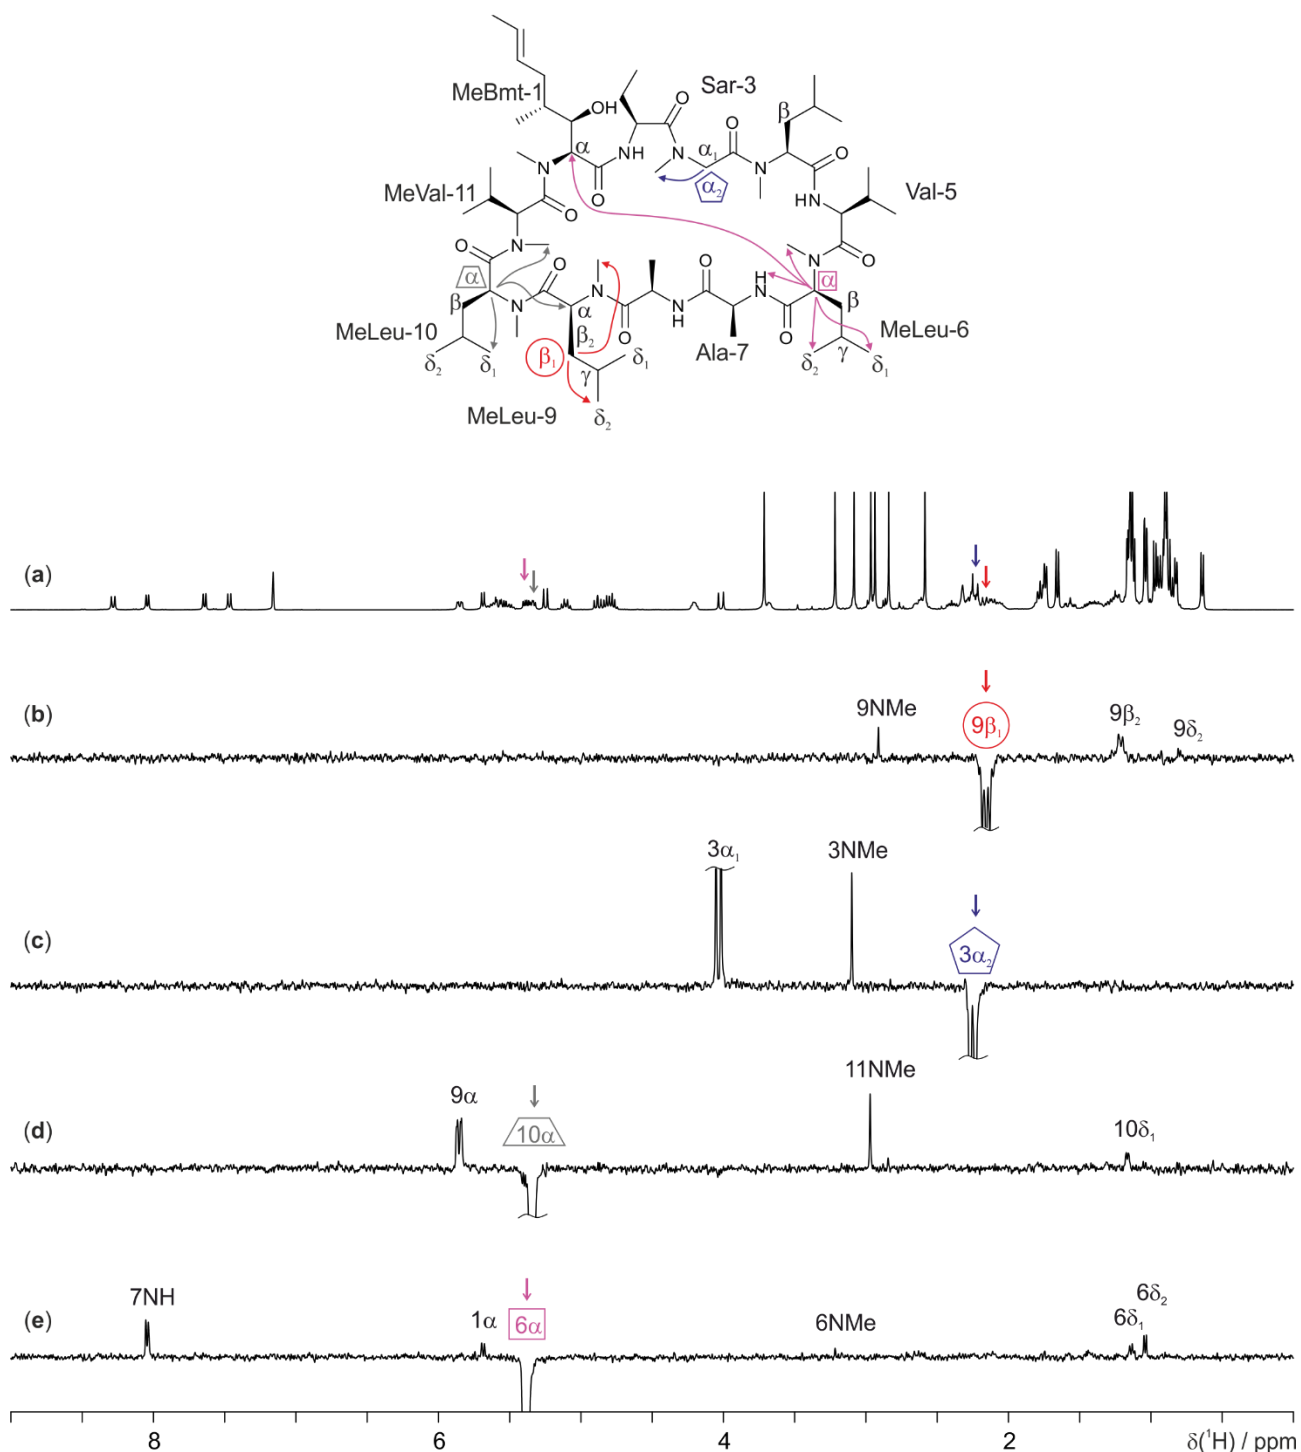 MeBmt-1
Sar-3
OH
O
O
O
β
N
H
N
α₁
N
O
α
N
O
α₂
HN
MeVal-11
Val-5
O
O
N
O
N
O
O
O
H
N
N
α
α
N
N
α
N
H
O
O
β
β
β₂
MeLeu-10
Ala-7
MeLeu-6
β₁
δ₁
γ
δ₂
δ₁
γ
δ₂
δ₁
MeLeu-9
δ₂
(a)
(b)
9NMe
9β₁
9β₂
9δ₂
(c)
3α₁
3NMe
3α₂
(d)
9α
10α
11NMe
10δ₁
(e)
7NH
1α
6α
6NMe
6δ₁
6δ₂
8
6
4
2
δ(¹H) / ppm